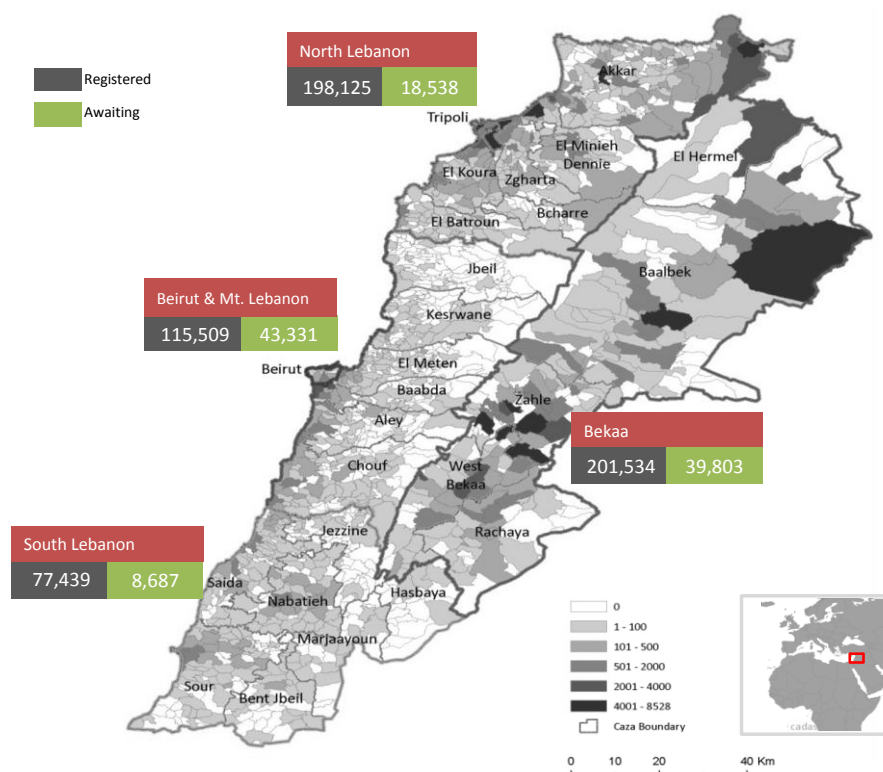 North Lebanon
198,125 18,538
Registered
Awaiting
Akkar
Tripoli
El Minieh
Dennie
El Hermel
El Koura
Zgharta
Bcharre
El Batroun
Jbeil
Baalbek
Beirut & Mt. Lebanon
115,509 43,331
Kesrwane
El Meten
Beirut
Baabda
Zahle
Aley
Bekaa
201,534 39,803
Chouf
West
Bekaa
Jezzine
Rachaya
South Lebanon
77,439 8,687
Saida
Hasbaya
Nabatieh
Marjaayoun
Sour
Bent Jbeil
0
1 - 100
101 - 500
501 - 2000
2001 - 4000
4001 - 8528
Caza Boundary
cadas
0 10 20 40 Km